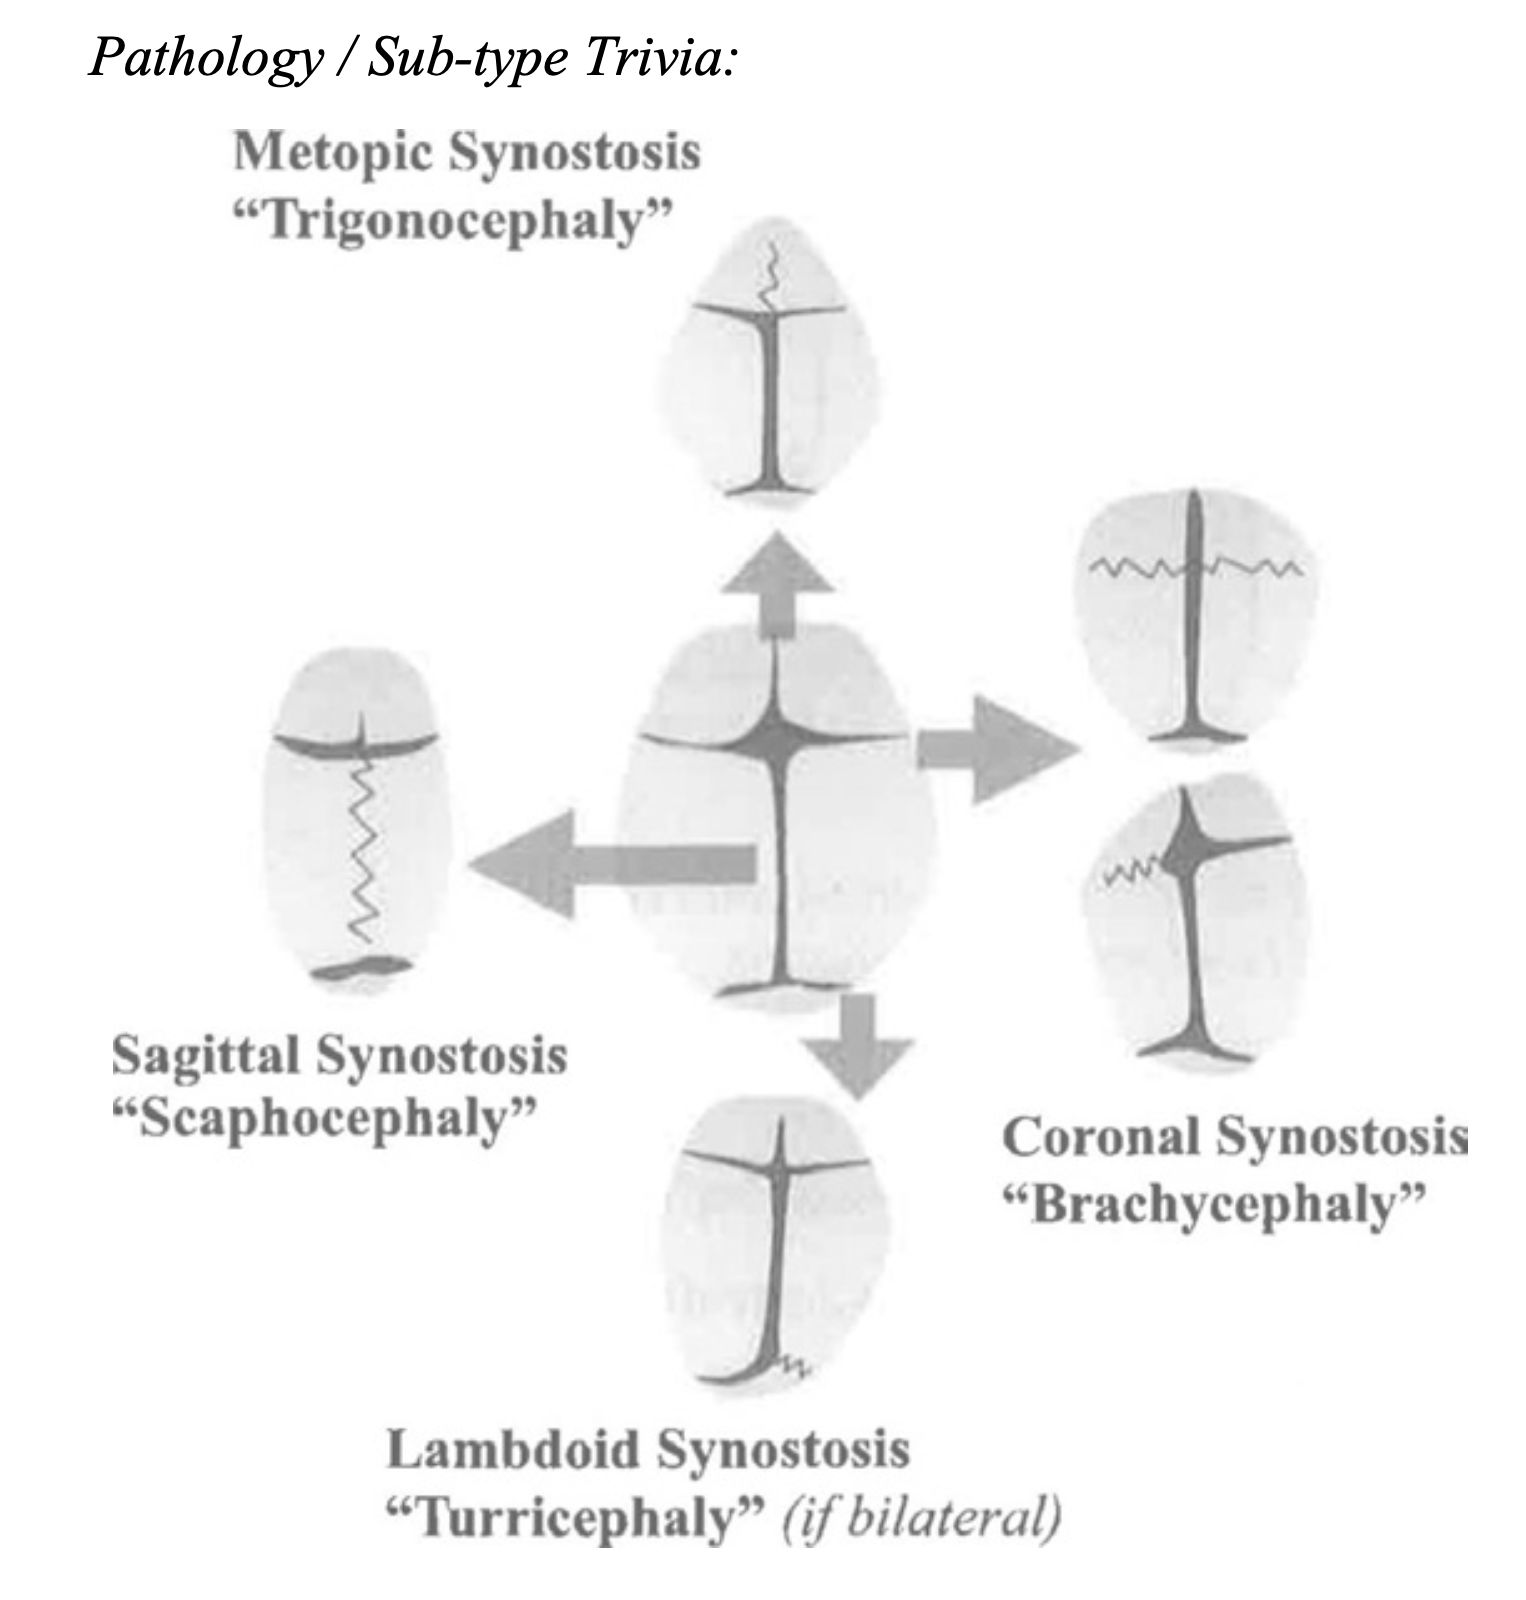 Pathology / Sub-type Trivia:
Metopic Synostosis
“Trigonocephaly”
Sagittal Synostosis
“Scaphocephaly”
Coronal Synostosis
“Brachycephaly”
Lambdoid Synostosis
“Turricephaly” (if bilateral)